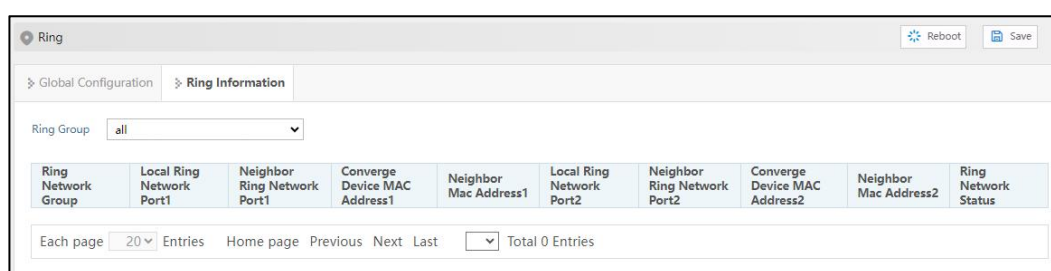 Ring Reboot Save
Global Configuration Ring Information
Ring Group all
Ring Network Group Local Ring Network Port1 Neighbor Ring Network Port1 Converge Device MAC Address1 Neighbor Mac Address1 Local Ring Network Port2 Neighbor Ring Network Port2 Converge Device MAC Address2 Neighbor Mac Address2 Ring Network Status
Each page 20 Entries Home page Previous Next Last Total 0 Entries